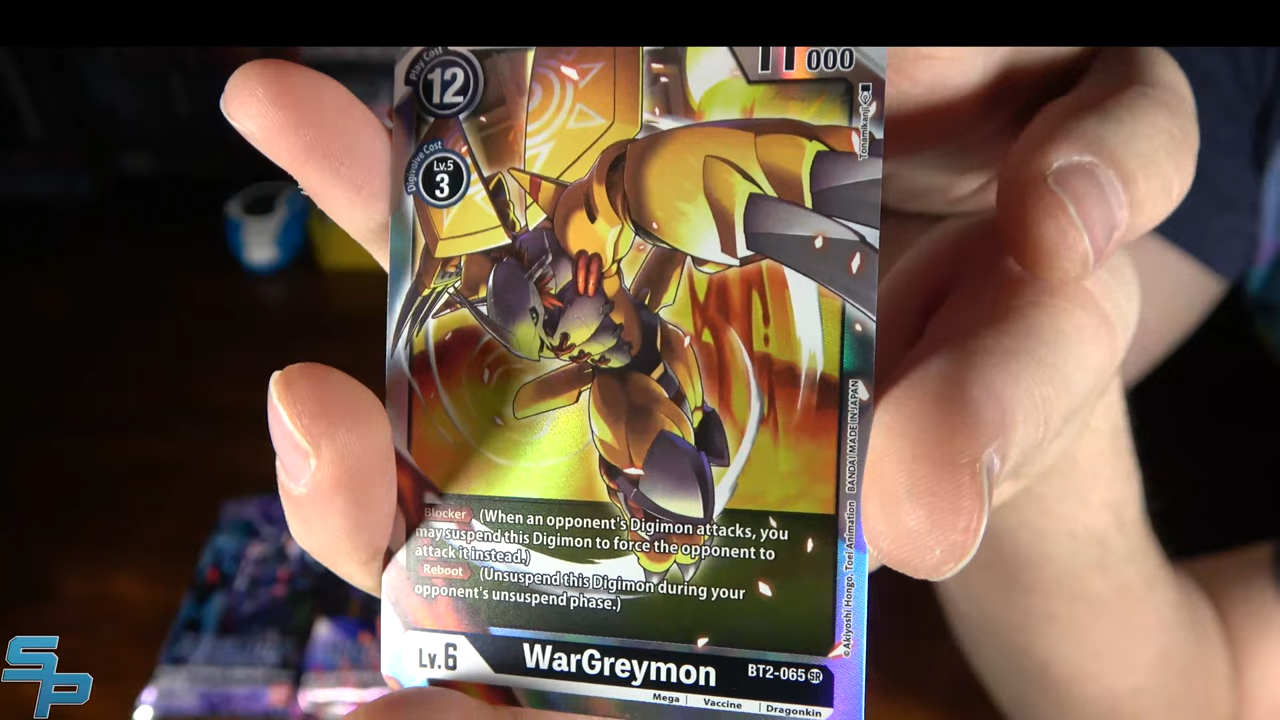 Play Cost
12
11000
Digivolve Cost
Lv.5
3
Tonamikanji
BANDAI MADE IN JAPAN
©Akiyoshi Hongo, Toei Animation
Blocker (When an opponent's Digimon attacks, you
may suspend this Digimon to force the opponent to
attack it instead.)
Reboot (Unsuspend this Digimon during your
opponent's unsuspend phase.)
Lv.6
WarGreymon
BT2-065 SR
Mega | Vaccine | Dragonkin
SP